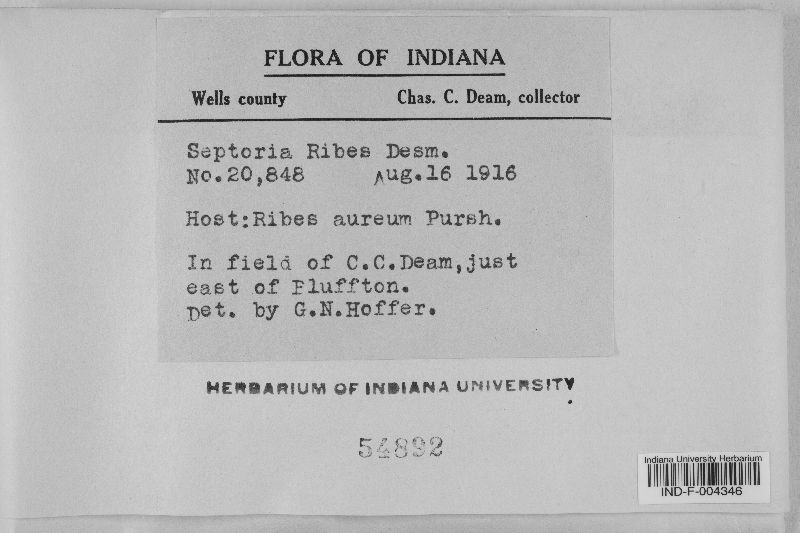 FLORA OF INDIANA
Wells county Chas. C. Deam, collector
Septoria Ribes Desm.
No.20,848 Aug.16 1916
Host:Ribes aureum Pursh.
In field of C.C.Deam,just
east of Bluffton.
Det. by G.N.Hoffer.
HERBARIUM OF INDIANA UNIVERSITY
54892
Indiana University Herbarium
IND-F-004346